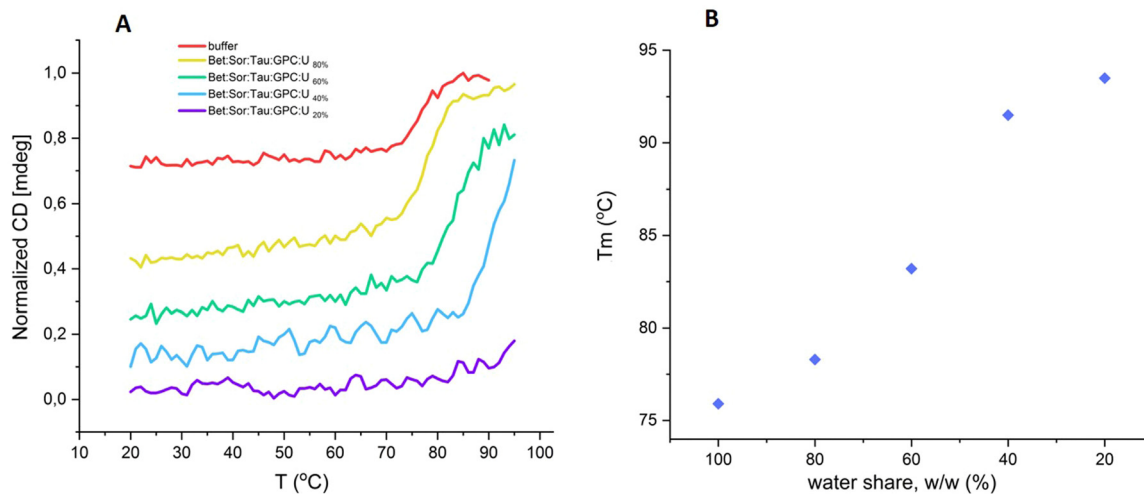 A
buffer
Bet:Sor:Tau:GPC:U 80%
Bet:Sor:Tau:GPC:U 60%
Bet:Sor:Tau:GPC:U 40%
Bet:Sor:Tau:GPC:U 20%
1,0
0,8
0,6
0,4
0,2
0,0
Normalized CD [mdeg]
10 20 30 40 50 60 70 80 90 100
T (°C)
B
95
90
85
80
75
Tm (°C)
100 80 60 40 20
water share, w/w (%)